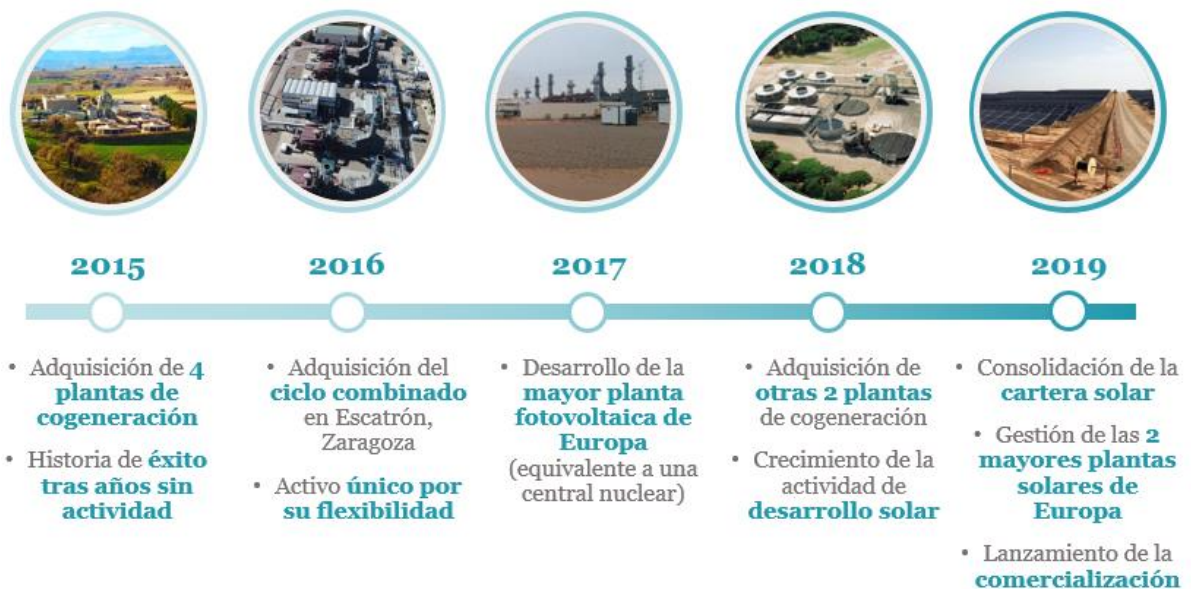 2015
2016
2017
2018
2019
• Adquisición de 4
plantas de
cogeneración
• Historia de éxito
tras años sin
actividad
• Adquisición del
ciclo combinado
en Escatrón,
Zaragoza
• Activo único por
su flexibilidad
• Desarrollo de la
mayor planta
fotovoltaica de
Europa
(equivalente a una
central nuclear)
• Adquisición de
otras 2 plantas
de cogeneración
• Crecimiento de la
actividad de
desarrollo solar
• Consolidación de la
cartera solar
• Gestión de las 2
mayores plantas
solares de
Europa
• Lanzamiento de la
comercialización